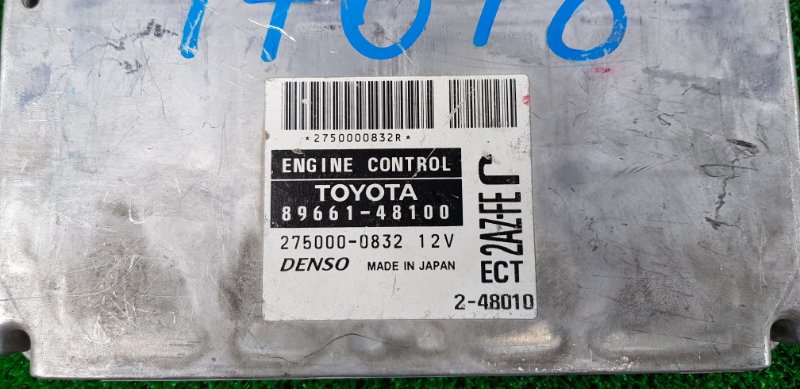 *2750000832R*
ENGINE CONTROL
TOYOTA
89661-48100
275000-0832 12V
DENSO MADE IN JAPAN
2AZ-FE
ECT
2-48010